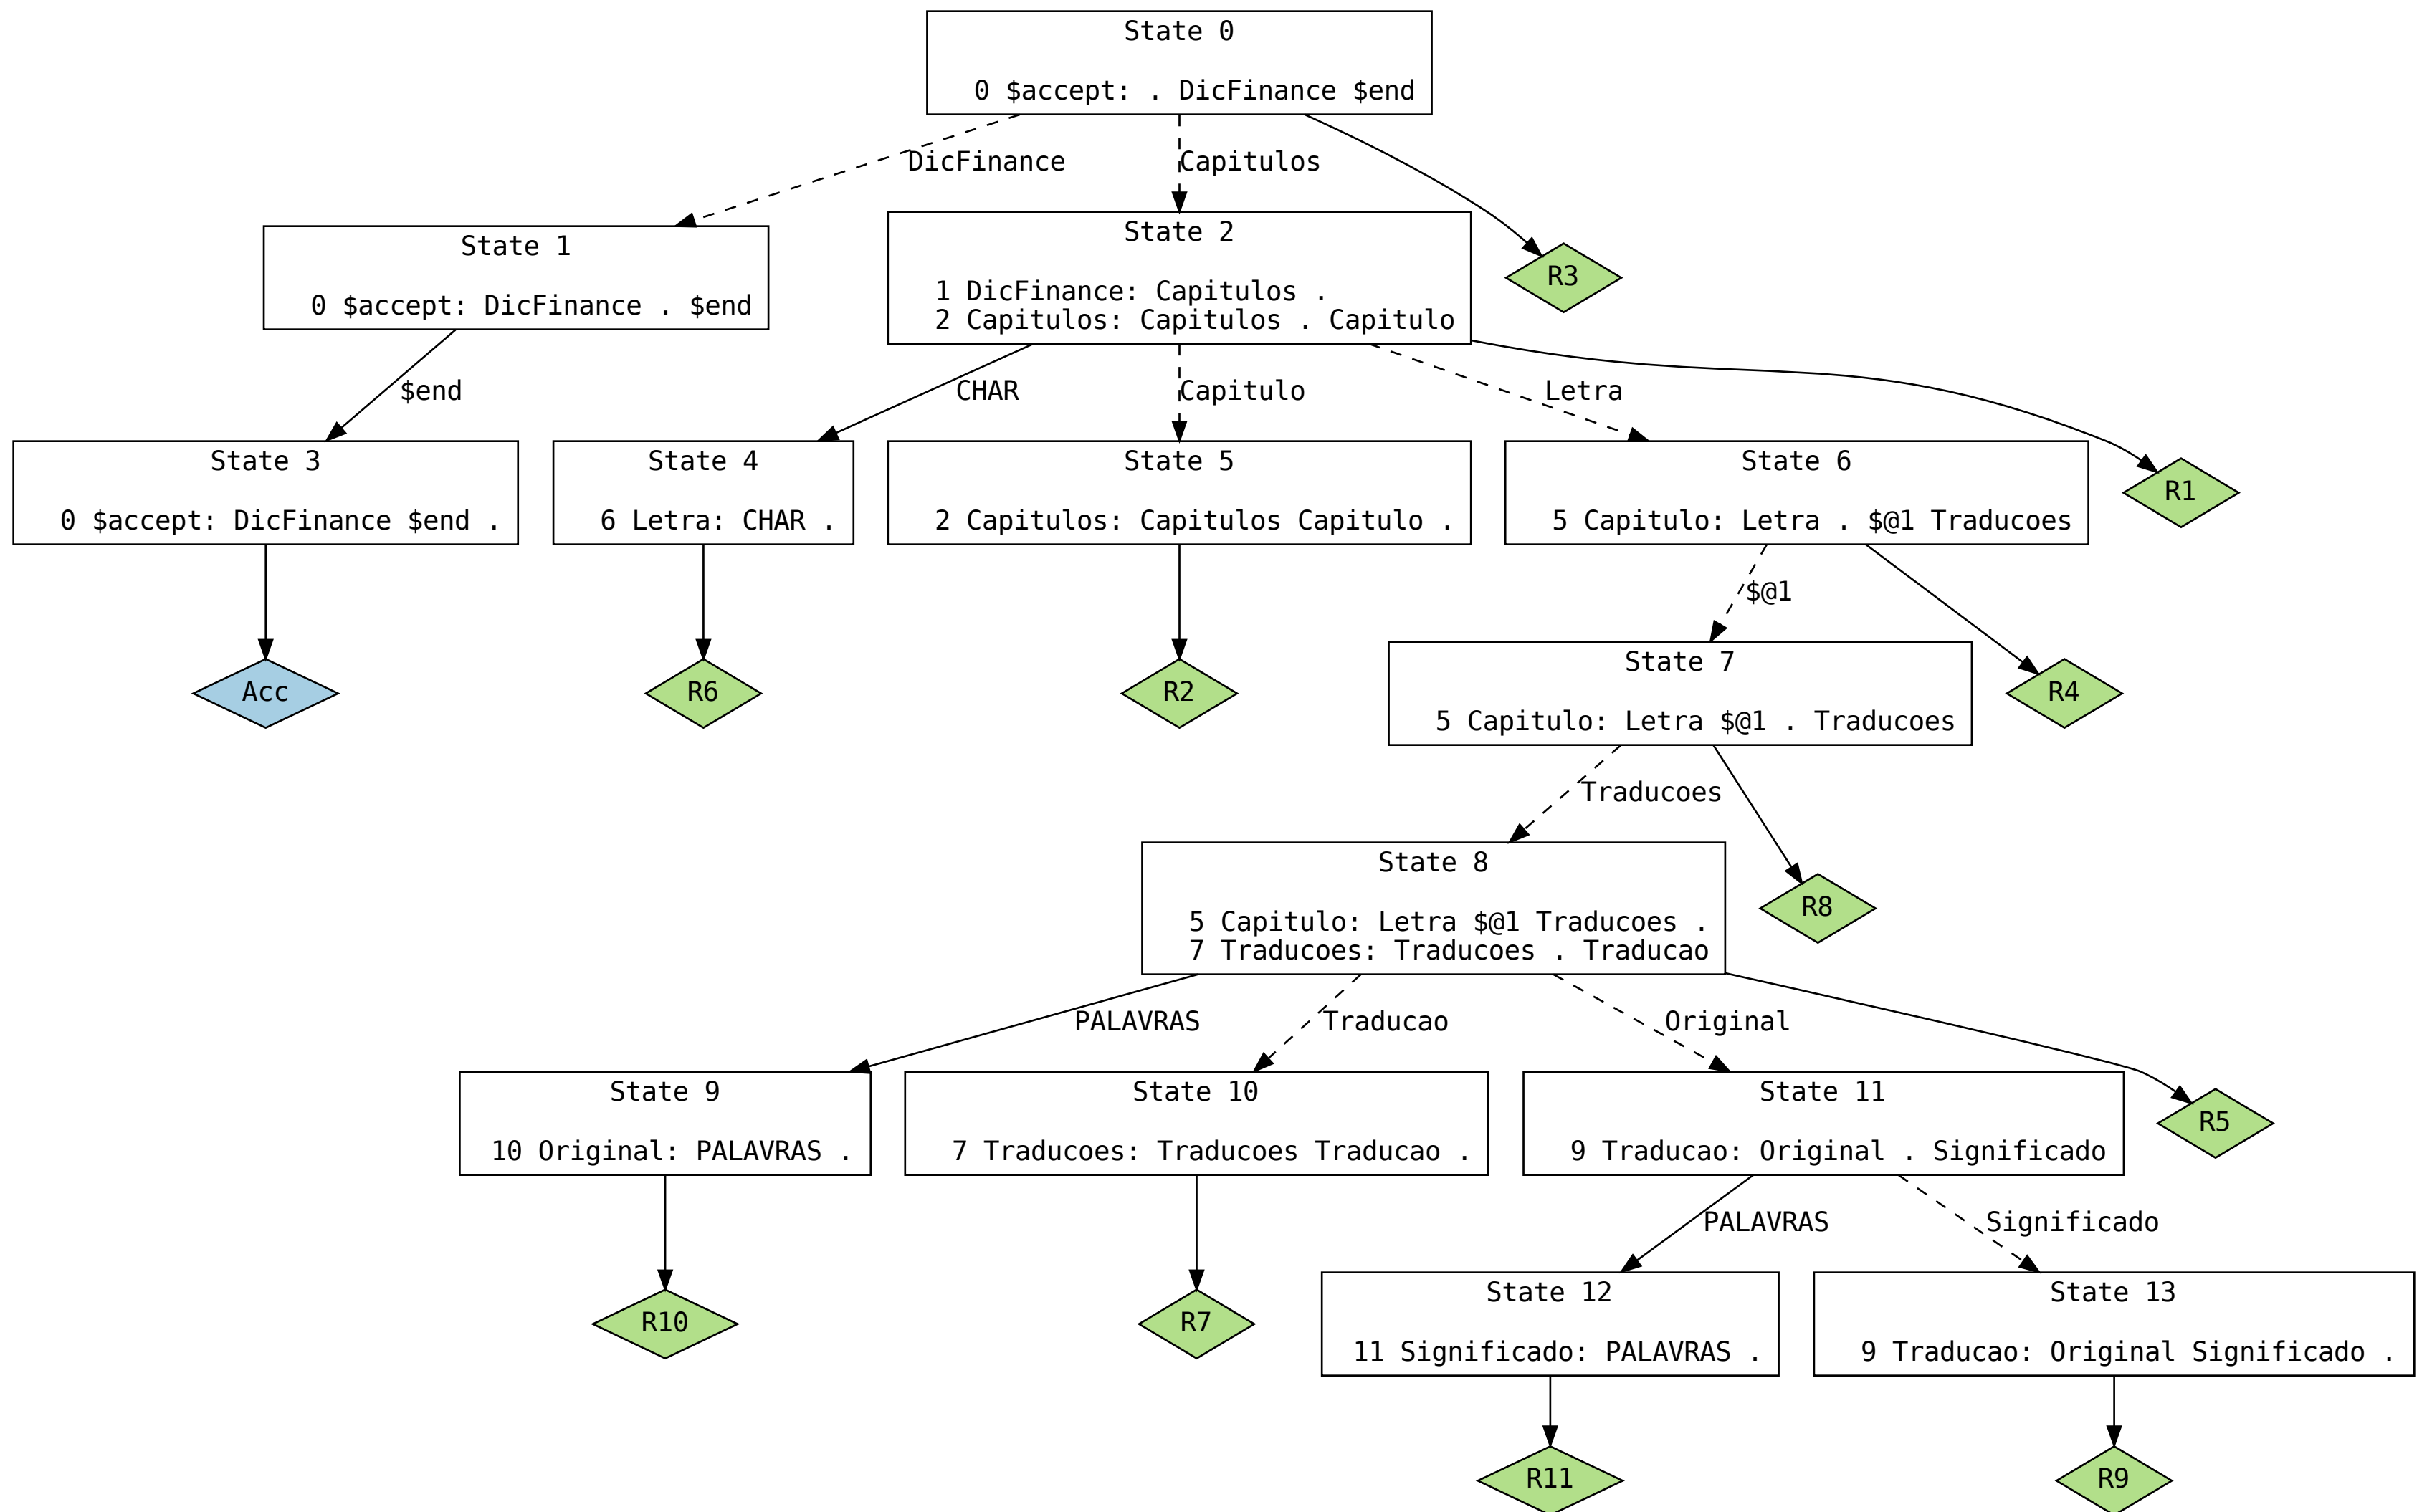 State 0
0 $accept: . DicFinance $end
DicFinance
Capitulos
State 1
0 $accept: DicFinance . $end
State 2
1 DicFinance: Capitulos .
2 Capitulos: Capitulos . Capitulo
R3
$end
CHAR
Capitulo
Letra
State 3
0 $accept: DicFinance $end .
State 4
6 Letra: CHAR .
State 5
2 Capitulos: Capitulos Capitulo .
State 6
5 Capitulo: Letra . $@1 Traducoes
R1
$@1
Acc
R6
R2
State 7
5 Capitulo: Letra $@1 . Traducoes
R4
Traducoes
State 8
5 Capitulo: Letra $@1 Traducoes .
7 Traducoes: Traducoes . Traducao
R8
PALAVRAS
Traducao
Original
State 9
10 Original: PALAVRAS .
State 10
7 Traducoes: Traducoes Traducao .
State 11
9 Traducao: Original . Significado
R5
PALAVRAS
Significado
R10
R7
State 12
11 Significado: PALAVRAS .
State 13
9 Traducao: Original Significado .
R11
R9